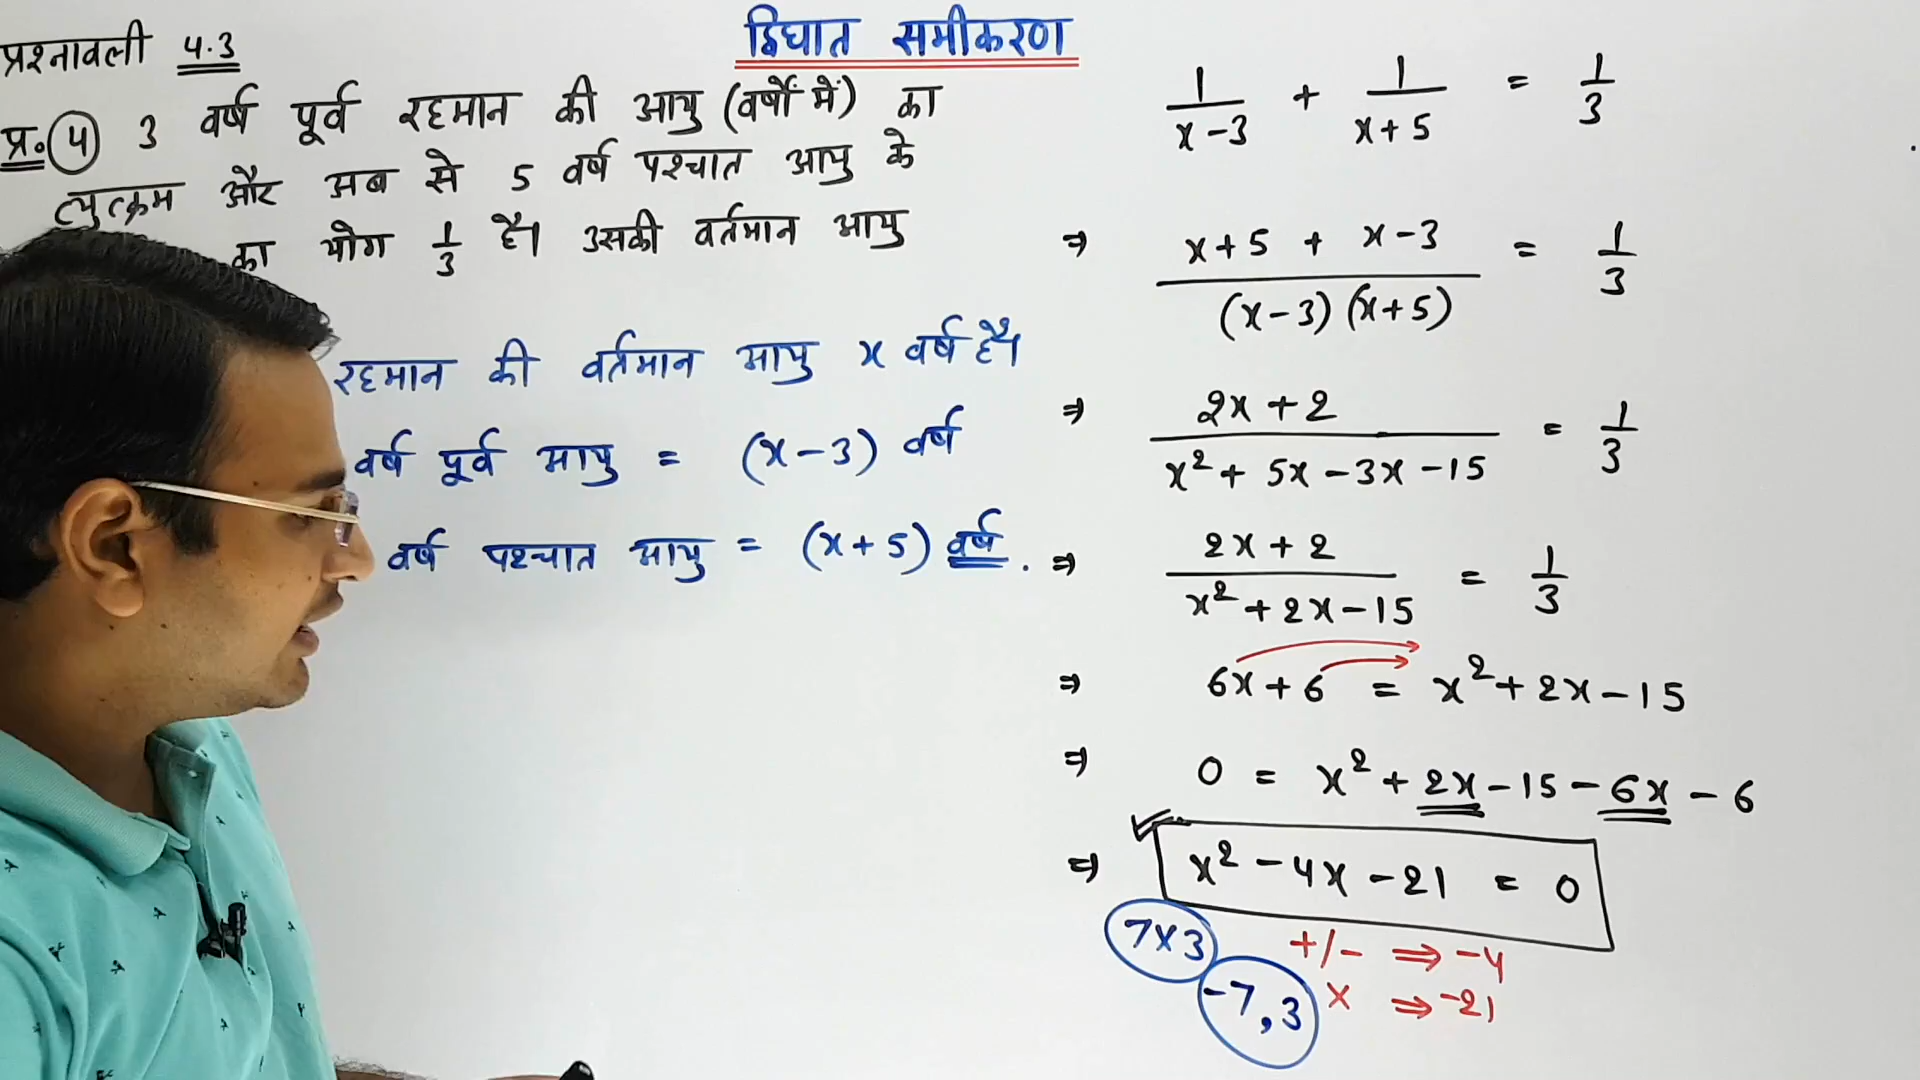 द्विघात समीकरण
प्रश्नावली 4.3
प्र. 4 3 वर्ष पूर्व रहमान की आयु (वर्षों में) का
व्युत्क्रम और अब से 5 वर्ष पश्चात आयु के
का योग 1/3 है। उसकी वर्तमान आयु
रहमान की वर्तमान आयु x वर्ष है।
वर्ष पूर्व आयु = (x-3) वर्ष
वर्ष पश्चात आयु = (x+5) वर्ष.
1/(x-3) + 1/(x+5) = 1/3
⇒ (x+5 + x-3)/((x-3)(x+5)) = 1/3
⇒ (2x+2)/(x²+5x-3x-15) = 1/3
⇒ (2x+2)/(x²+2x-15) = 1/3
⇒ 6x+6 = x²+2x-15
⇒ 0 = x²+2x-15-6x-6
⇒ x²-4x-21 = 0
7x3 +/- ⇒ -4
-7,3 x ⇒ -21